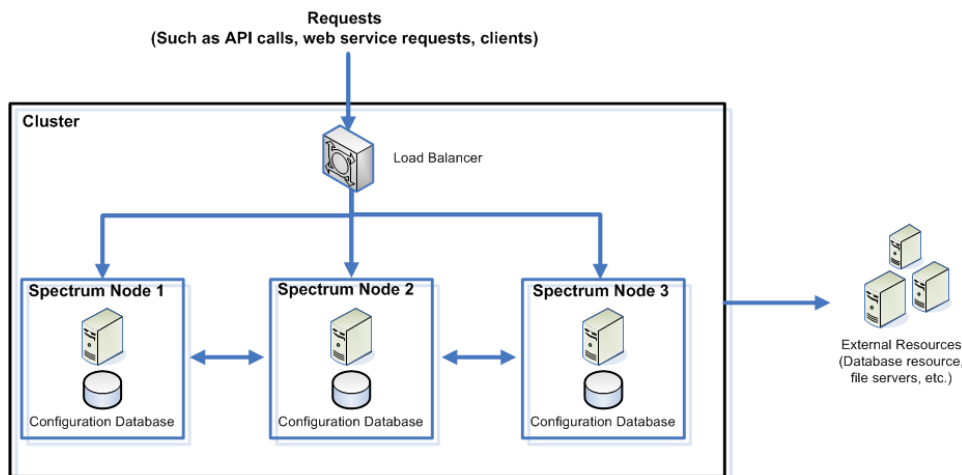 Requests
(Such as API calls, web service requests, clients)
Cluster
Load Balancer
Spectrum Node 1
Spectrum Node 2
Spectrum Node 3
Configuration Database
Configuration Database
Configuration Database
External Resources
(Database resource,
file servers, etc.)